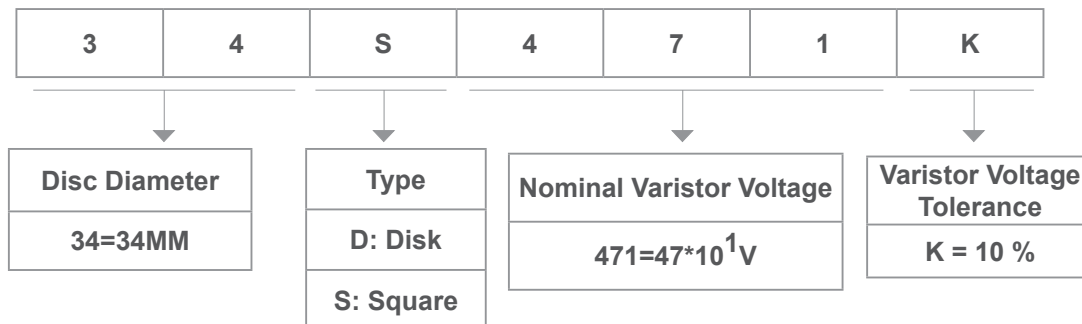 3 4 S 4 7 1 K
Disc Diameter
34=34MM
Type
D: Disk
S: Square
Nominal Varistor Voltage
471=47*10¹V
Varistor Voltage
Tolerance
K = 10 %